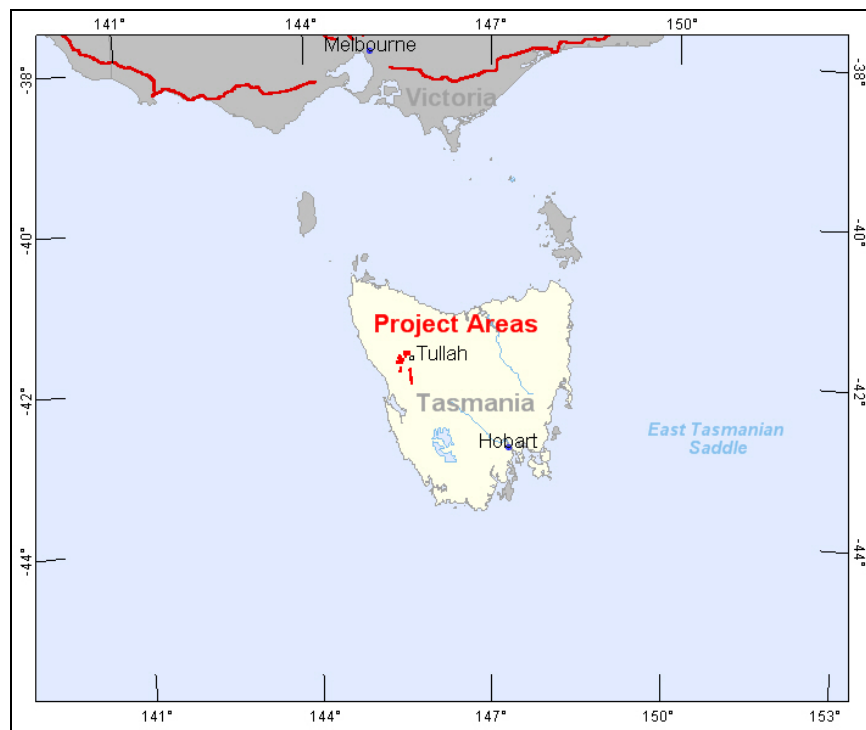 141°
144°
147°
150°
Melbourne
-38°
-38°
Victoria
-40°
-40°
Project Areas
Tullah
-42°
-42°
Tasmania
East Tasmanian
Saddle
Hobart
-44°
-44°
141°
144°
147°
150°
153°